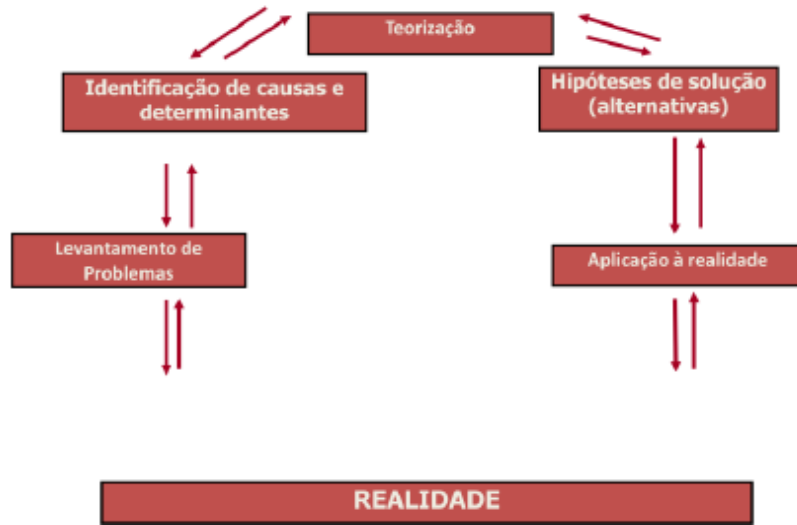 Teorização
Identificação de causas e
determinantes
Hipóteses de solução
(alternativas)
Levantamento de
Problemas
Aplicação à realidade
REALIDADE